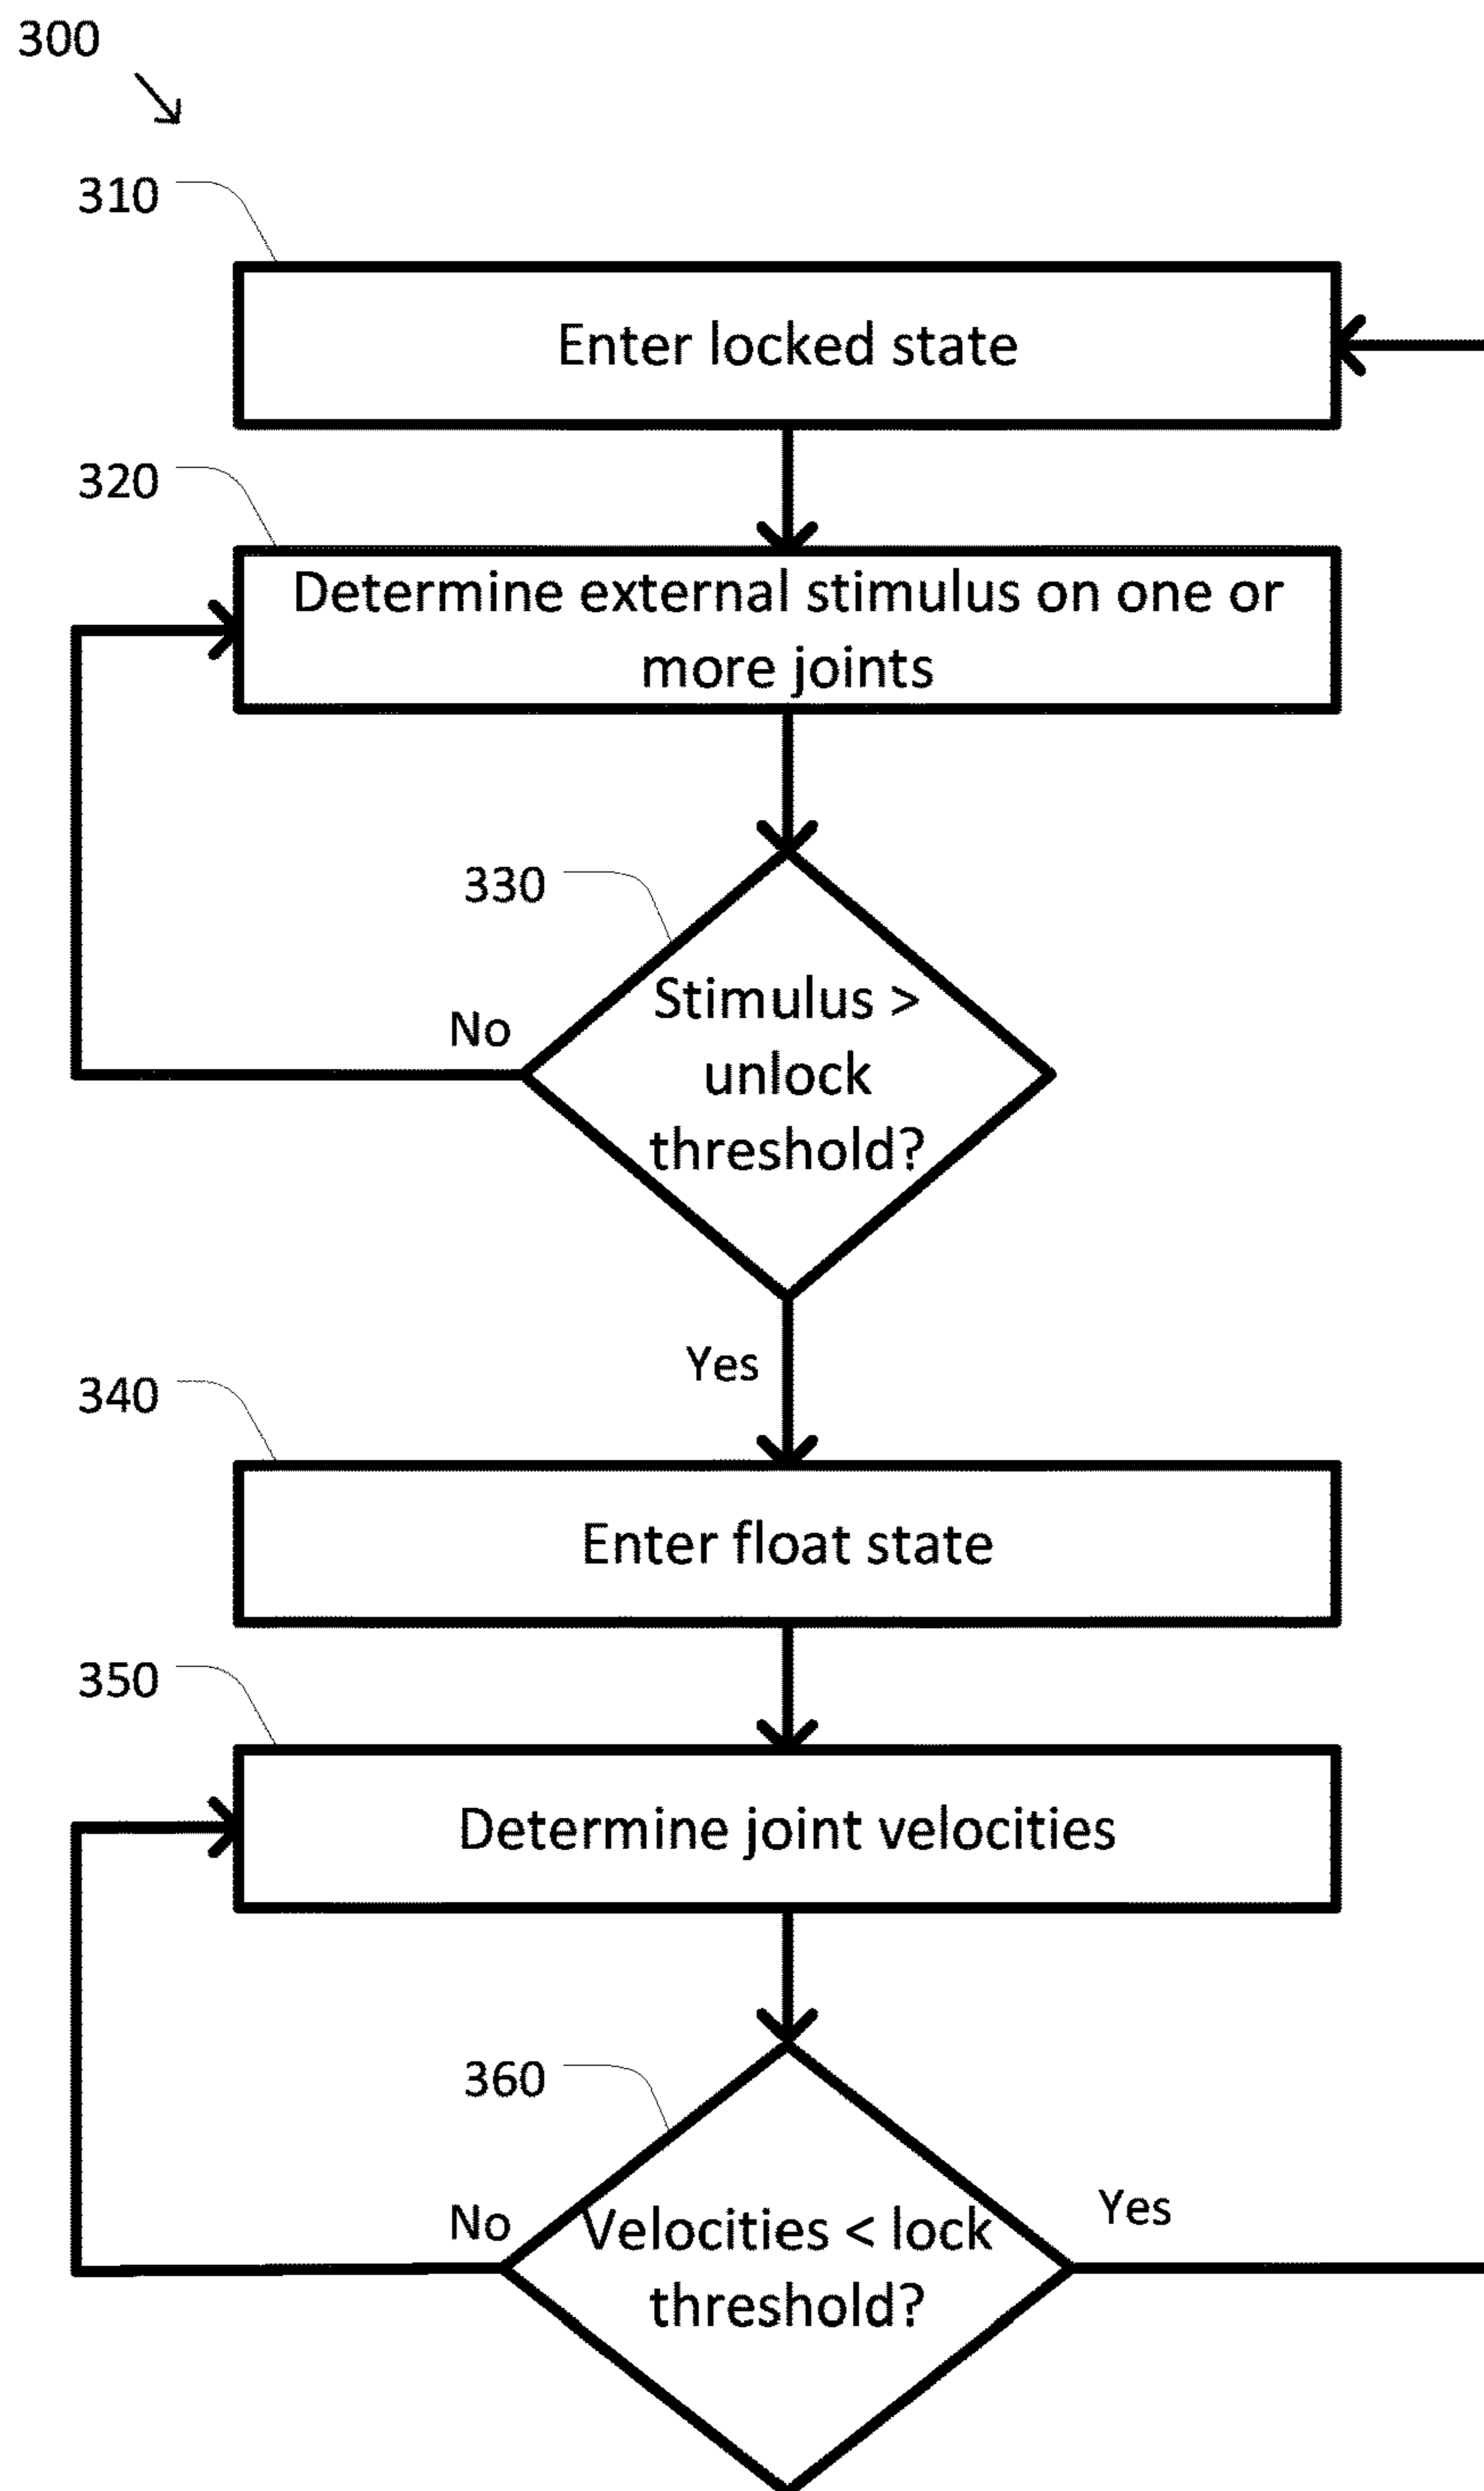 300
310
Enter locked state
320
Determine external stimulus on one or
more joints
330
Stimulus >
unlock
threshold?
No
Yes
340
Enter float state
350
Determine joint velocities
360
Velocities < lock
threshold?
No
Yes